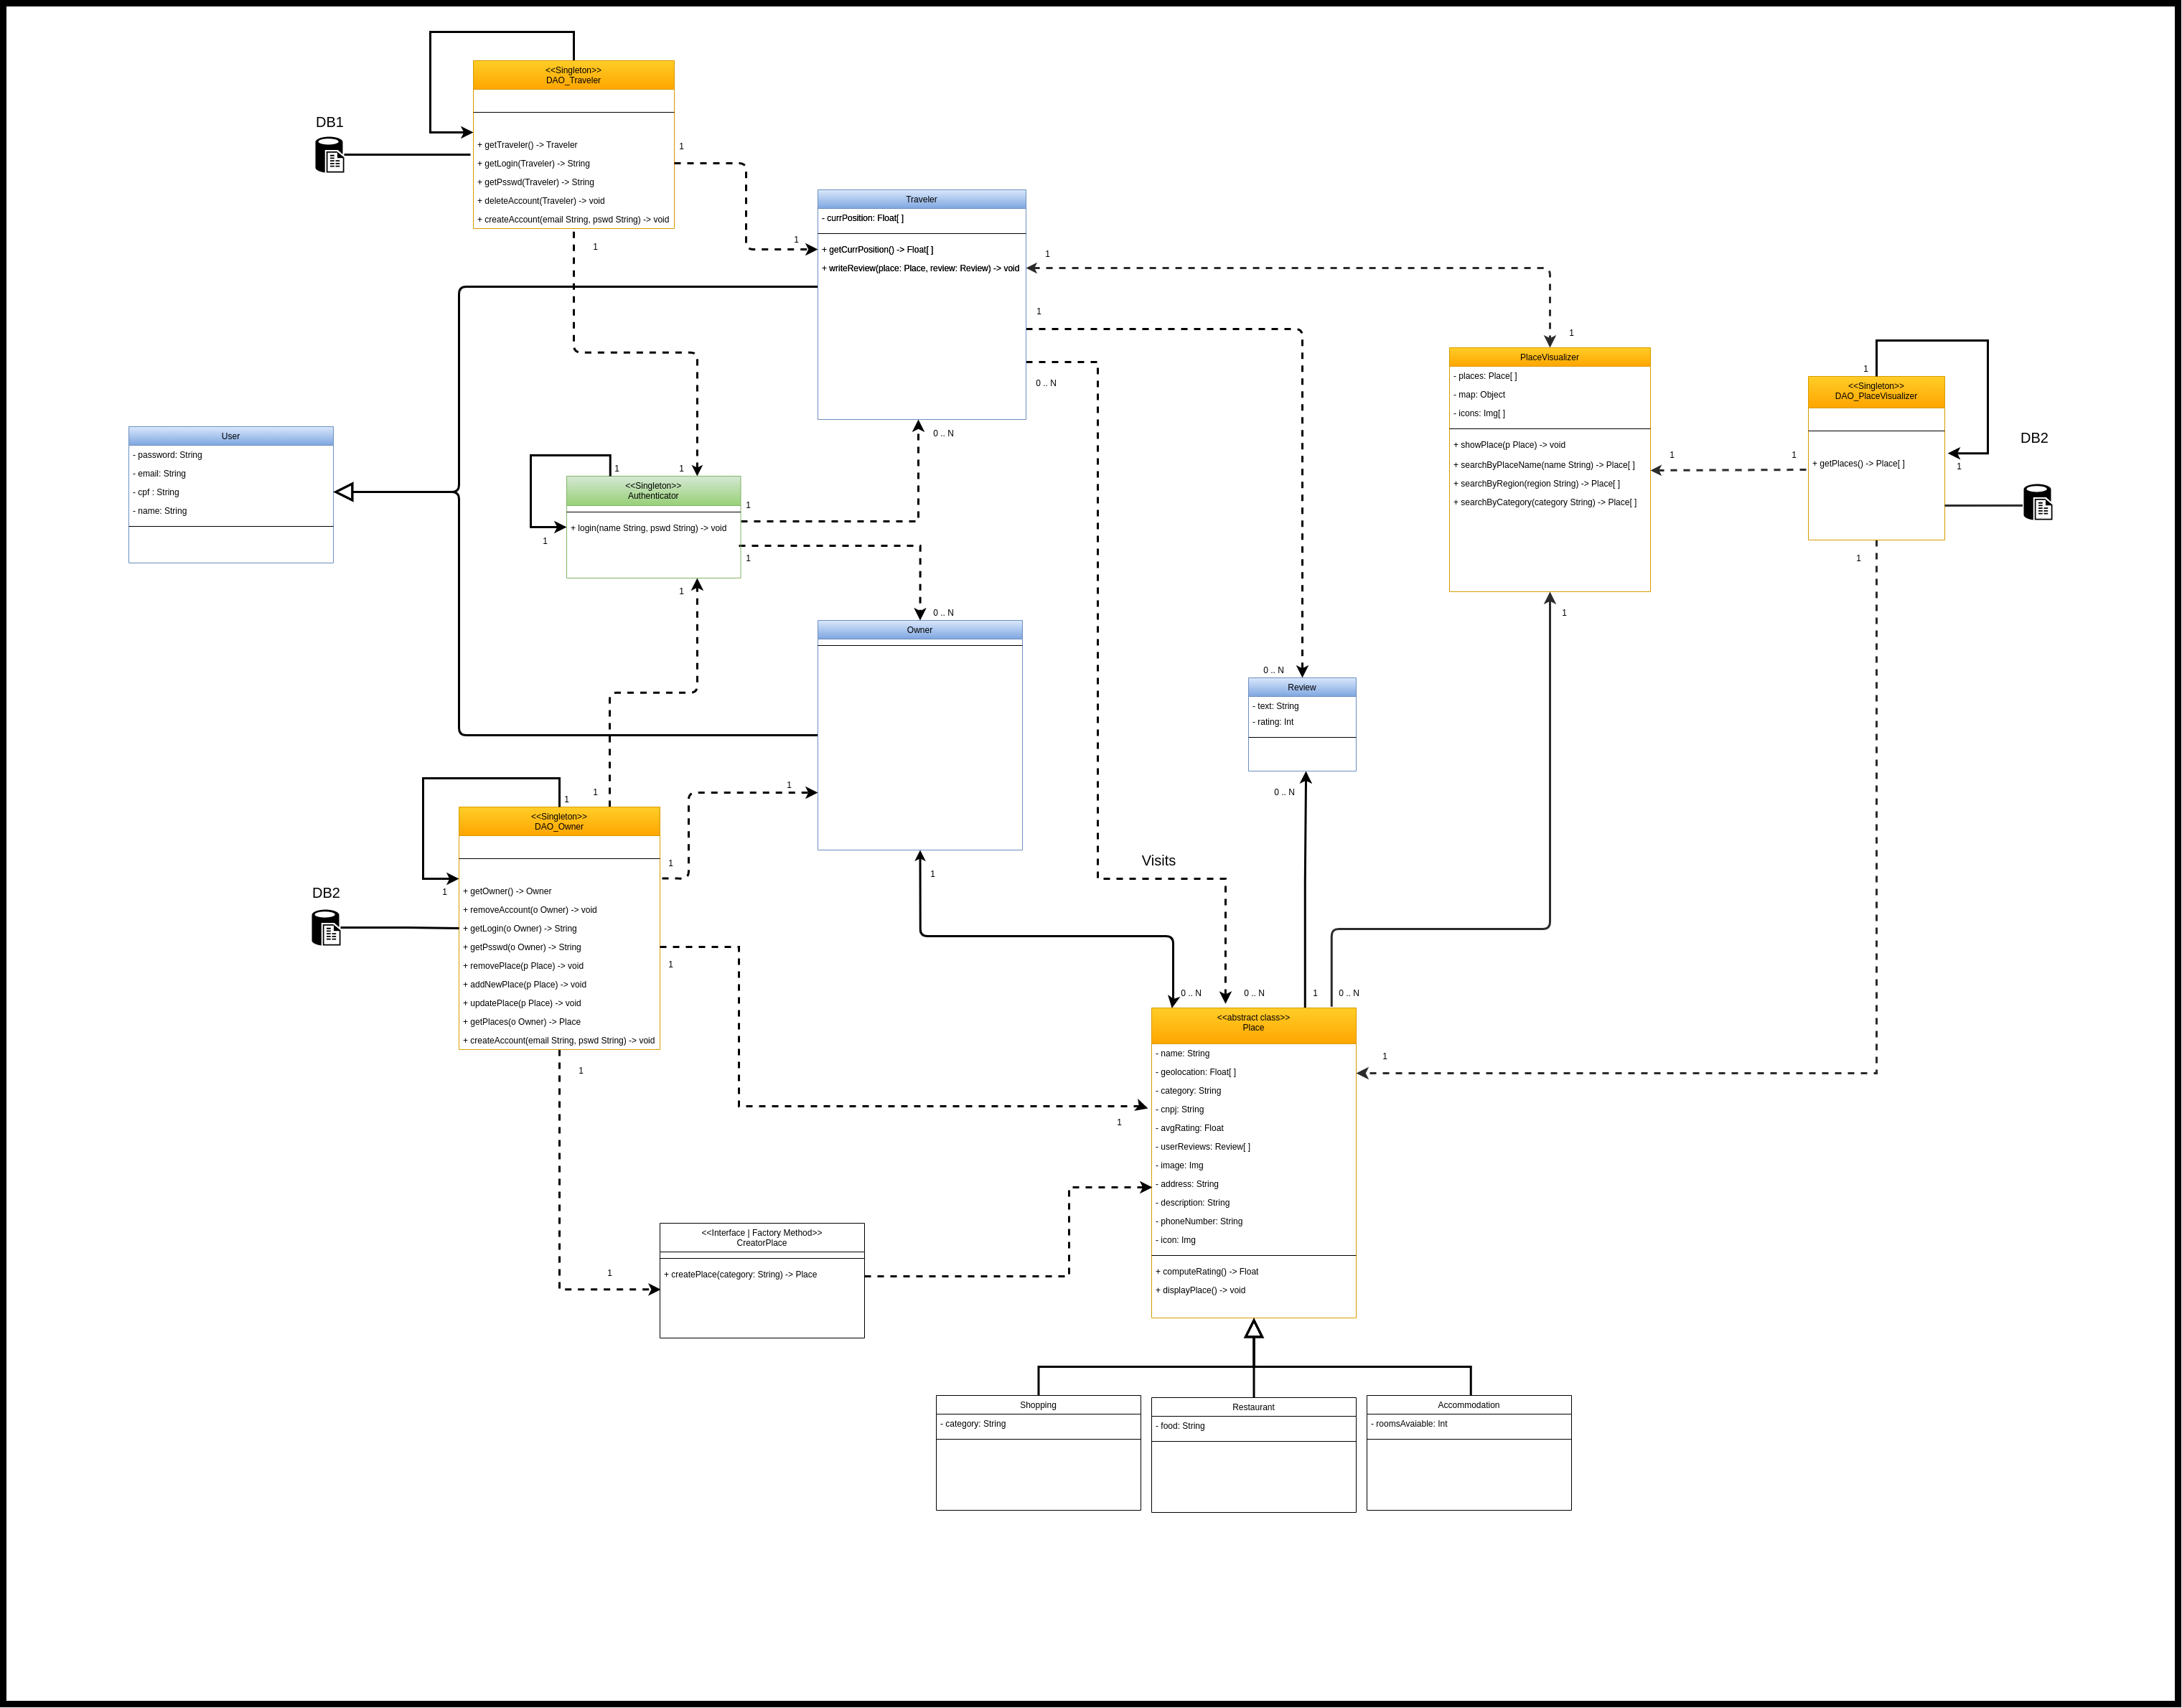 <<Singleton>>
DAO_Traveler
+ getTraveler() -> Traveler
+ getLogin(Traveler) -> String
+ getPsswd(Traveler) -> String
+ deleteAccount(Traveler) -> void
+ createAccount(email String, pswd String) -> void
DB1
1
1
1
Traveler
- currPosition: Float[ ]
+ getCurrPosition() -> Float[ ]
+ writeReview(place: Place, review: Review) -> void
1
1
0 .. N
0 .. N
1
PlaceVisualizer
- places: Place[ ]
- map: Object
- icons: Img[ ]
+ showPlace(p Place) -> void
+ searchByPlaceName(name String) -> Place[ ]
+ searchByRegion(region String) -> Place[ ]
+ searchByCategory(category String) -> Place[ ]
1
1
1
<<Singleton>>
DAO_PlaceVisualizer
+ getPlaces() -> Place[ ]
1
DB2
1
1
User
- password: String
- email: String
- cpf : String
- name: String
1
1
<<Singleton>>
Authenticator
+ login(name String, pswd String) -> void
1
1
1
1
0 .. N
Owner
1
1
0 .. N
Review
- text: String
- rating: Int
0 .. N
1
1
<<Singleton>>
DAO_Owner
+ getOwner() -> Owner
+ removeAccount(o Owner) -> void
+ getLogin(o Owner) -> String
+ getPsswd(o Owner) -> String
+ removePlace(p Place) -> void
+ addNewPlace(p Place) -> void
+ updatePlace(p Place) -> void
+ getPlaces(o Owner) -> Place
+ createAccount(email String, pswd String) -> void
1
DB2
1
1
1
Visits
0 .. N
0 .. N
1
0 .. N
<<abstract class>>
Place
- name: String
- geolocation: Float[ ]
- category: String
- cnpj: String
- avgRating: Float
- userReviews: Review[ ]
- image: Img
- address: String
- description: String
- phoneNumber: String
- icon: Img
+ computeRating() -> Float
+ displayPlace() -> void
1
1
1
<<Interface | Factory Method>>
CreatorPlace
+ createPlace(category: String) -> Place
Shopping
- category: String
Restaurant
- food: String
Accommodation
- roomsAvaiable: Int